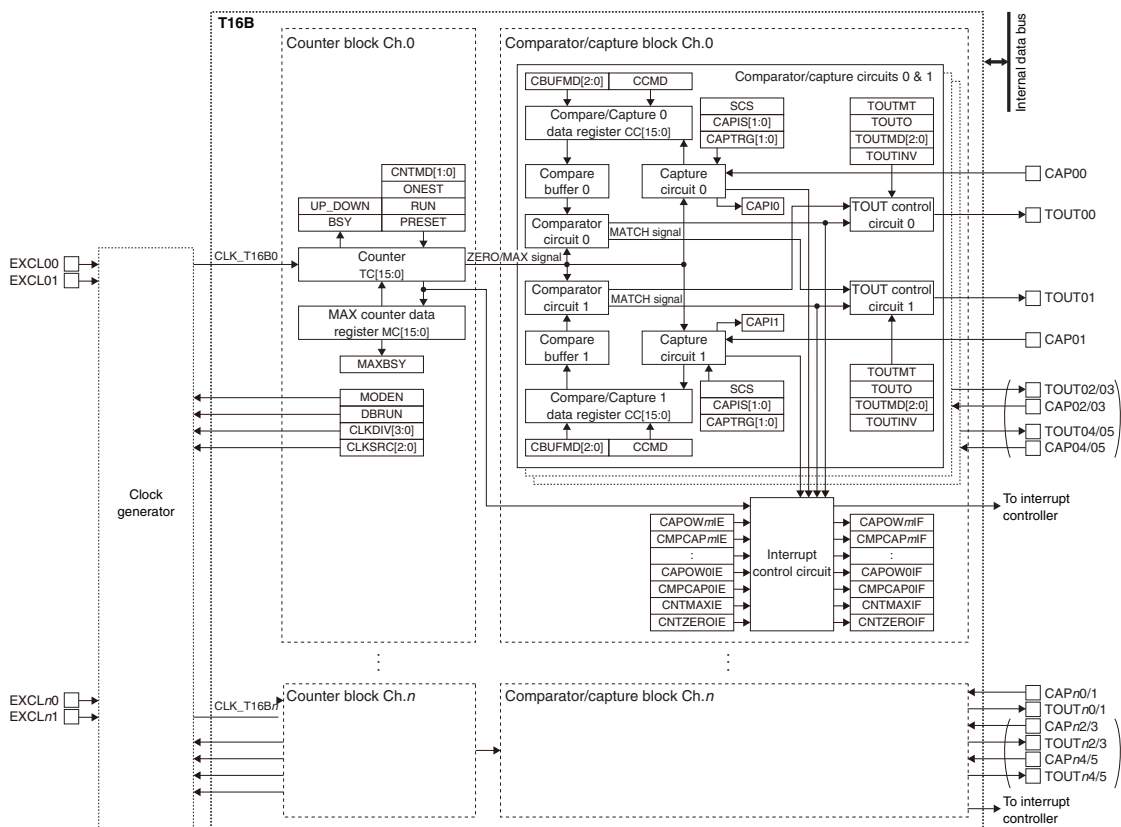 T16B
Counter block Ch.0
Comparator/capture block Ch.0
Internal data bus
Comparator/capture circuits 0 & 1
CBUFMD[2:0]
CCMD
Compare/Capture 0
data register CC[15:0]
SCS
CAPIS[1:0]
CAPTRG[1:0]
TOUTMT
TOUTO
TOUTMD[2:0]
TOUTINV
CNTMD[1:0]
ONEST
RUN
PRESET
UP_DOWN
BSY
Compare
buffer 0
Capture
circuit 0
CAPI0
CAP00
TOUT control
circuit 0
TOUT00
Comparator
circuit 0
MATCH signal
EXCL00
EXCL01
CLK_T16B0
Counter
TC[15:0]
ZERO/MAX signal
Comparator
circuit 1
MATCH signal
TOUT control
circuit 1
TOUT01
MAX counter data
register MC[15:0]
MAXBSY
Compare
buffer 1
CAPI1
Capture
circuit 1
CAP01
MODEN
DBRUN
CLKDIV[3:0]
CLKSRC[2:0]
Compare/Capture 1
data register CC[15:0]
CBUFMD[2:0]
CCMD
SCS
CAPIS[1:0]
CAPTRG[1:0]
TOUTMT
TOUTO
TOUTMD[2:0]
TOUTINV
TOUT02/03
CAP02/03
TOUT04/05
CAP04/05
Clock
generator
To interrupt
controller
CAPOWmIE
CMPCAPmIE
:
CAPOW0IE
CMPCAP0IE
CNTMAXIE
CNTZEROIE
Interrupt
control circuit
CAPOWmIF
CMPCAPmIF
:
CAPOW0IF
CMPCAP0IF
CNTMAXIF
CNTZEROIF
EXCLn0
EXCLn1
CLK_T16Bn
Counter block Ch.n
Comparator/capture block Ch.n
CAPn0/1
TOUTn0/1
CAPn2/3
TOUTn2/3
CAPn4/5
TOUTn4/5
To interrupt
controller